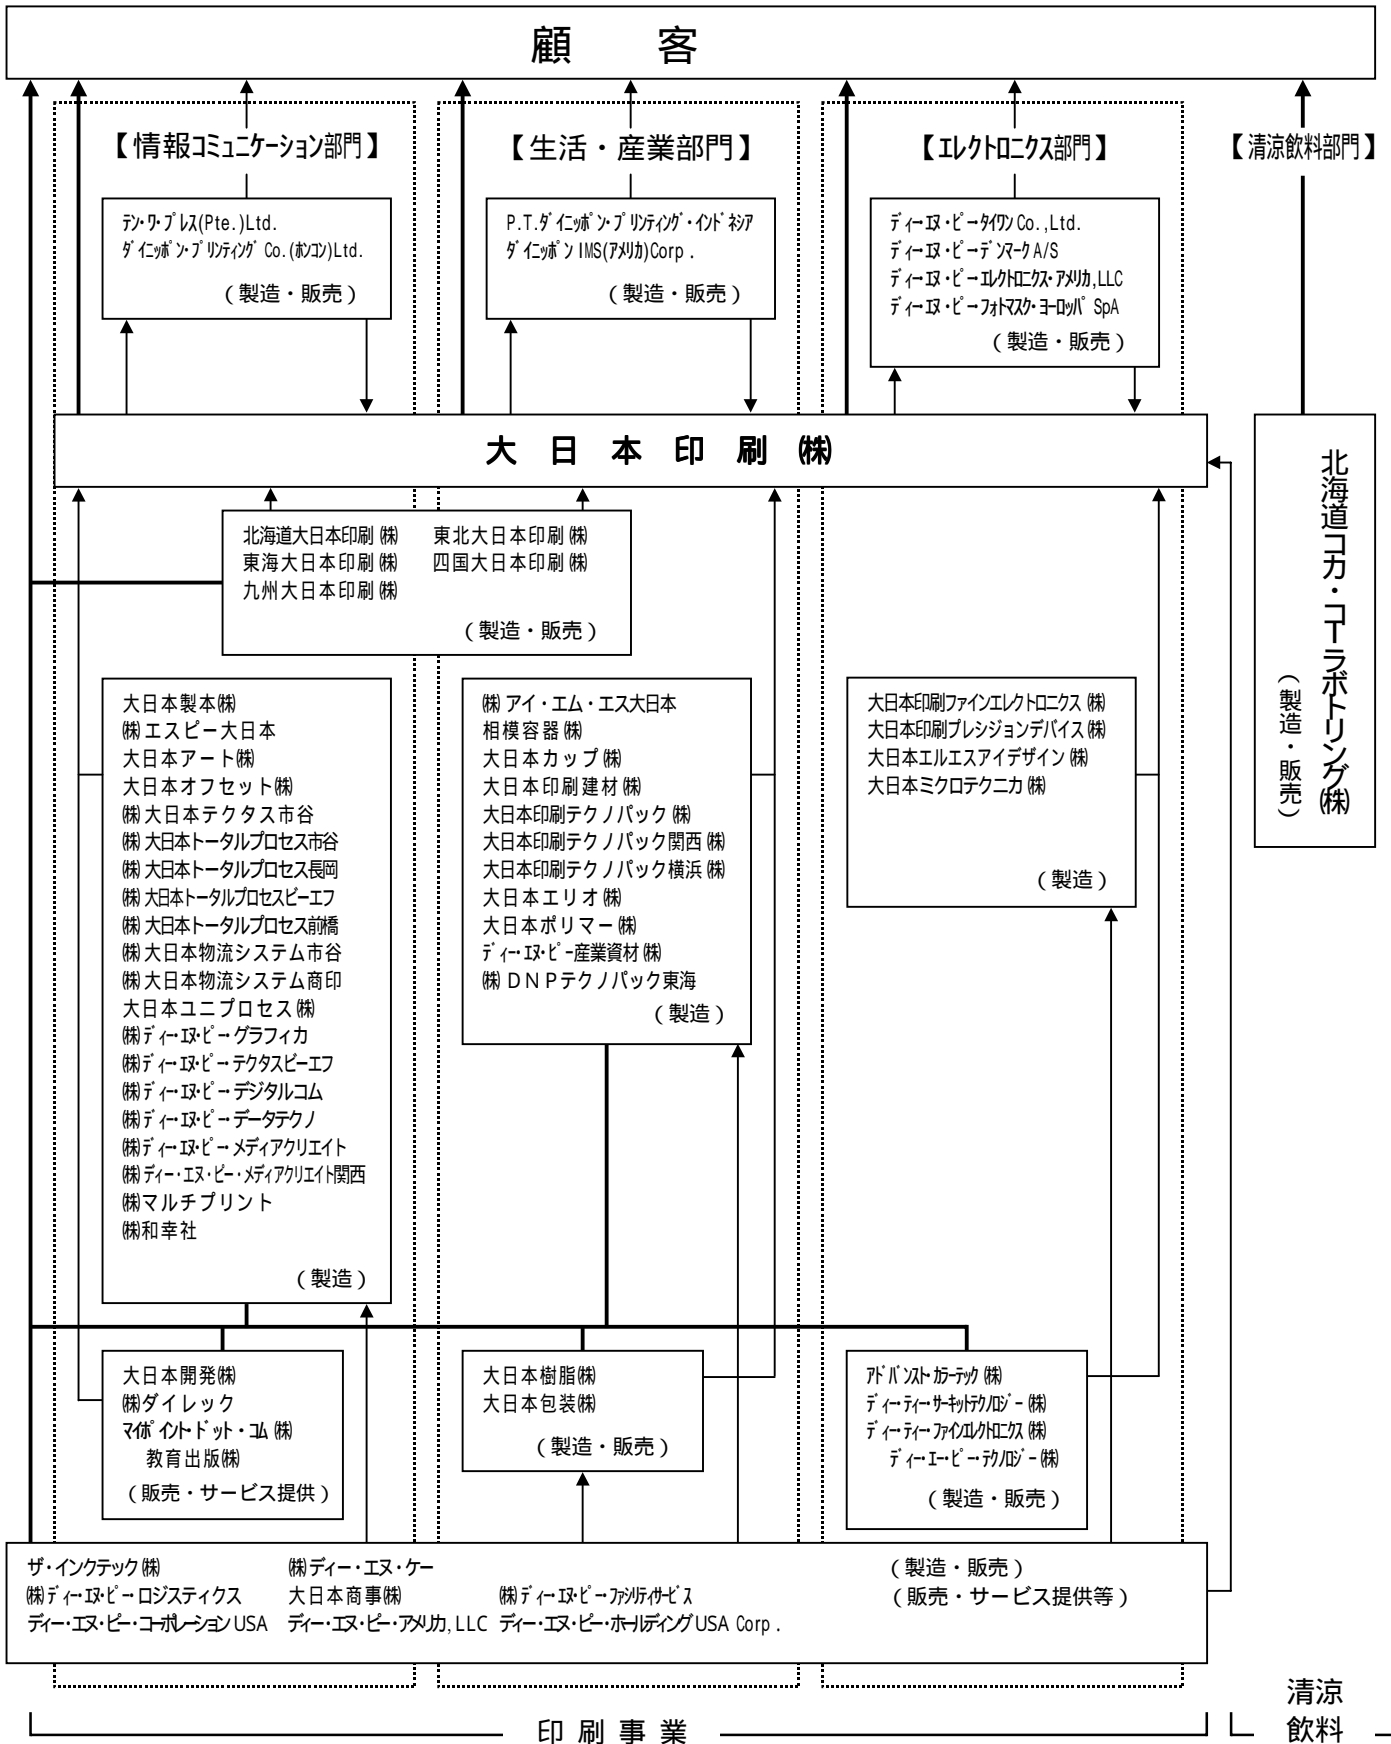 顧 客
【情報コミュニケーション部門】
テン・ワ・プレス(Pte.)Ltd.
ダイニッポン・プリンティングCo.(ホンコン)Ltd.
(製造・販売)
【生活・産業部門】
P.T.ダイニッポン・プリンティング・インドネシア
ダイニッポンIMS(アメリカ)Corp.
(製造・販売)
【エレクトロニクス部門】
ディー・エヌ・ピー・タイワンCo.,Ltd.
ディー・エヌ・ピー・デンマークA/S
ディー・エヌ・ピー・エレクトロニクス・アメリカ,LLC
ディー・エヌ・ピー・フォトマスク・ヨーロッパ SpA
(製造・販売)
【清涼飲料部門】
大日本印刷㈱
北海道コカ・コーラボトリング㈱
(製造・販売)
北海道大日本印刷㈱ 東北大日本印刷㈱
東海大日本印刷㈱ 四国大日本印刷㈱
九州大日本印刷㈱
(製造・販売)
大日本製本㈱
㈱エスピー大日本
大日本アート㈱
大日本オフセット㈱
㈱大日本テクタス市谷
㈱大日本トータルプロセス市谷
㈱大日本トータルプロセス長岡
㈱大日本トータルプロセスビーエフ
㈱大日本トータルプロセス前橋
㈱大日本物流システム市谷
㈱大日本物流システム商印
大日本ユニプロセス㈱
㈱ディー・エヌ・ピー・グラフィカ
㈱ディー・エヌ・ピー・テクタスビーエフ
㈱ディー・エヌ・ピー・デジタルコム
㈱ディー・エヌ・ピー・データテクノ
㈱ディー・エヌ・ピー・メディアクリエイト
㈱ディー・エヌ・ピー・メディアクリエイト関西
㈱マルチプリント
㈱和幸社
(製造)
㈱アイ・エム・エス大日本
相模容器㈱
大日本カップ㈱
大日本印刷建材㈱
大日本印刷テクノパック㈱
大日本印刷テクノパック関西㈱
大日本印刷テクノパック横浜㈱
大日本エリオ㈱
大日本ポリマー㈱
ディー・エヌ・ピー産業資材㈱
㈱DNPテクノパック東海
(製造)
大日本印刷ファインエレクトロニクス㈱
大日本印刷プレシジョンデバイス㈱
大日本エルエスアイデザイン㈱
大日本ミクロテクニカ㈱
(製造)
大日本開発㈱
㈱ダイレック
マイポイント・ドット・コム㈱
教育出版㈱
(販売・サービス提供)
大日本樹脂㈱
大日本包装㈱
(製造・販売)
アドバンスト・カラーテック㈱
ディー・ティー・サーキットテクノロジー㈱
ディー・ティー・ファインエレクトロニクス㈱
ディー・エー・ピー・テクノロジー㈱
(製造・販売)
ザ・インクテック㈱ ㈱ディー・エヌ・ケー (製造・販売)
㈱ディー・エヌ・ピー・ロジスティクス 大日本商事㈱ ㈱ディー・エヌ・ピー・ファシリティサービス (販売・サービス提供等)
ディー・エヌ・ピー・コーポレーションUSA ディー・エヌ・ピー・アメリカ,LLC ディー・エヌ・ピー・ホールディングUSA Corp.
印刷事業
清涼
飲料